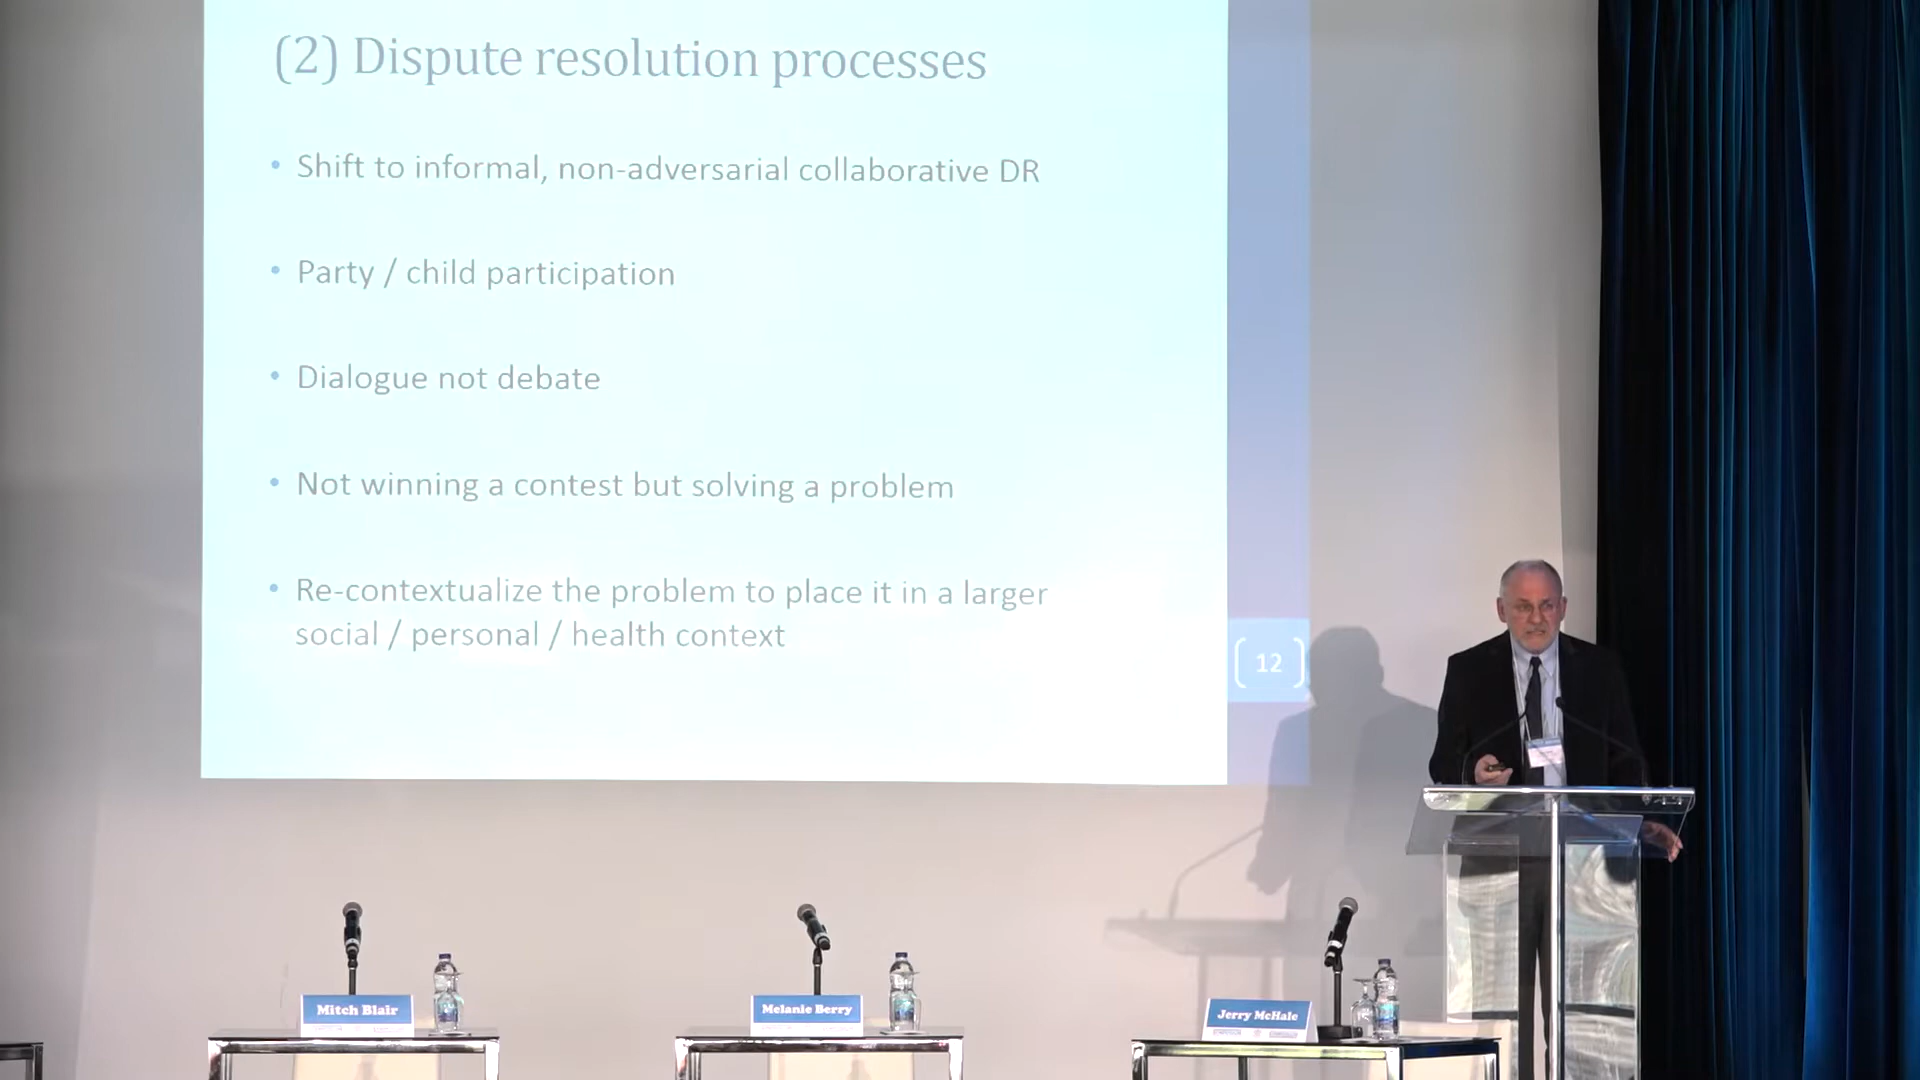 (2) Dispute resolution processes
• Shift to informal, non-adversarial collaborative DR
• Party / child participation
• Dialogue not debate
• Not winning a contest but solving a problem
• Re-contextualize the problem to place it in a larger
social / personal / health context
12
Mitch Blair
Melanie Berry
Jerry McHale